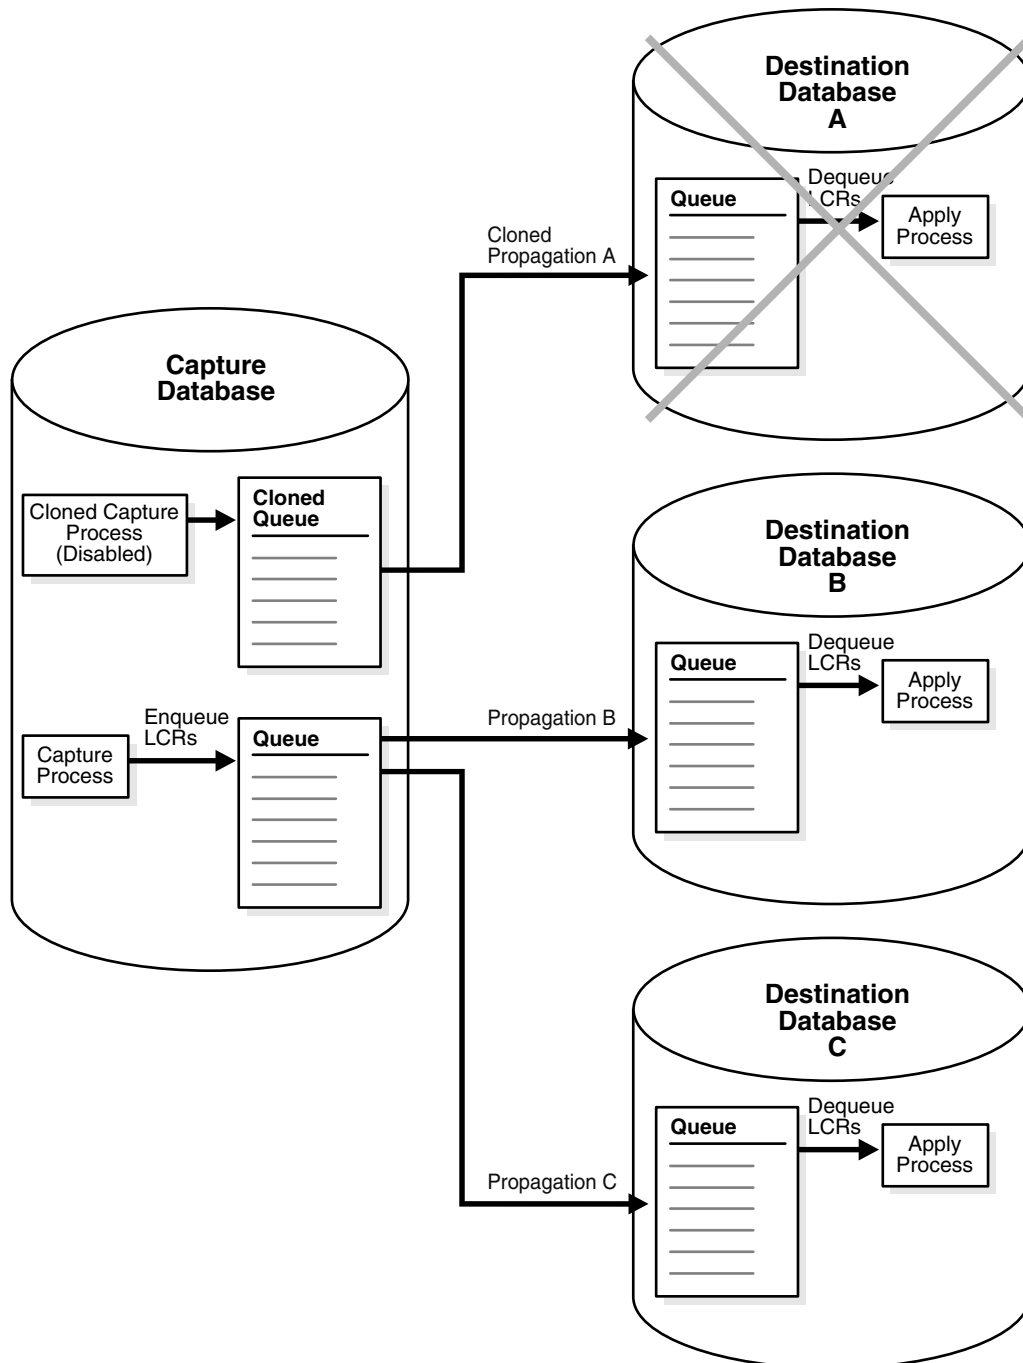 Destination
Database
A
Queue
Dequeue
LCRs
Apply
Process
Cloned
Propagation A
Capture
Database
Cloned Capture
Process
(Disabled)
Cloned
Queue
Destination
Database
B
Queue
Dequeue
LCRs
Apply
Process
Propagation B
Enqueue
LCRs
Capture
Process
Queue
Destination
Database
C
Queue
Dequeue
LCRs
Apply
Process
Propagation C